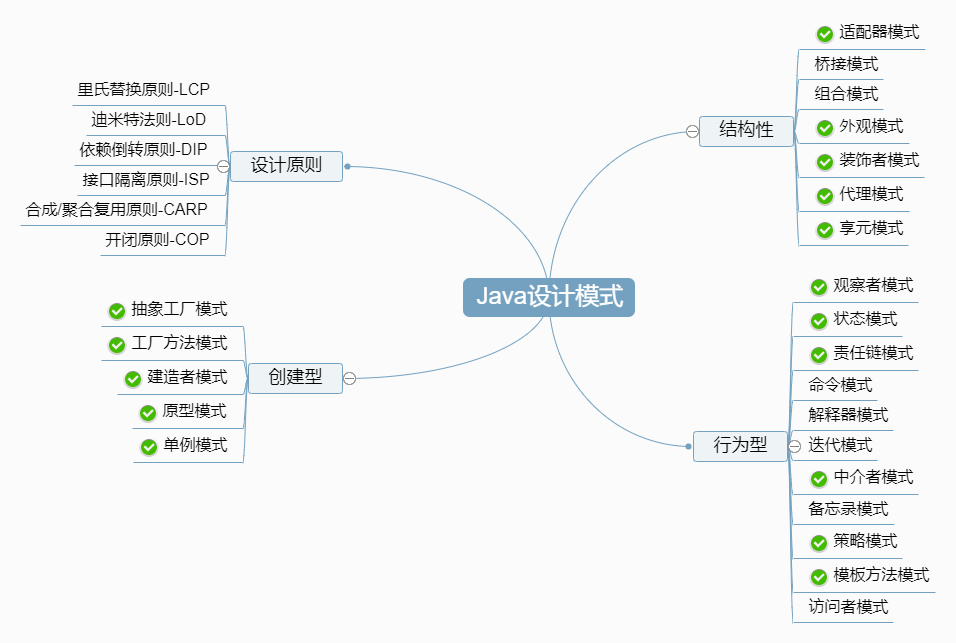 Java设计模式
设计原则
里氏替换原则-LCP
迪米特法则-LoD
依赖倒转原则-DIP
接口隔离原则-ISP
合成/聚合复用原则-CARP
开闭原则-COP
创建型
抽象工厂模式
工厂方法模式
建造者模式
原型模式
单例模式
结构性
适配器模式
桥接模式
组合模式
外观模式
装饰者模式
代理模式
享元模式
行为型
观察者模式
状态模式
责任链模式
命令模式
解释器模式
迭代模式
中介者模式
备忘录模式
策略模式
模板方法模式
访问者模式